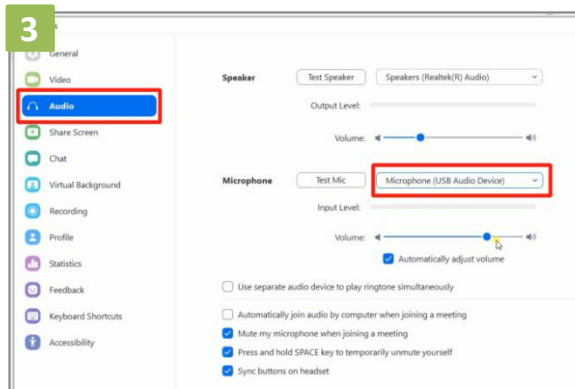 3
General
Video
Audio
Share Screen
Chat
Virtual Background
Recording
Profile
Statistics
Feedback
Keyboard Shortcuts
Accessibility
Speaker Test Speaker Speakers (Realtek(R) Audio)
Output Level:
Volume:
Microphone Test Mic Microphone (USB Audio Device)
Input Level:
Volume:
Automatically adjust volume
Use separate audio device to play ringtone simultaneously
Automatically join audio by computer when joining a meeting
Mute my microphone when joining a meeting
Press and hold SPACE key to temporarily unmute yourself
Sync buttons on headset